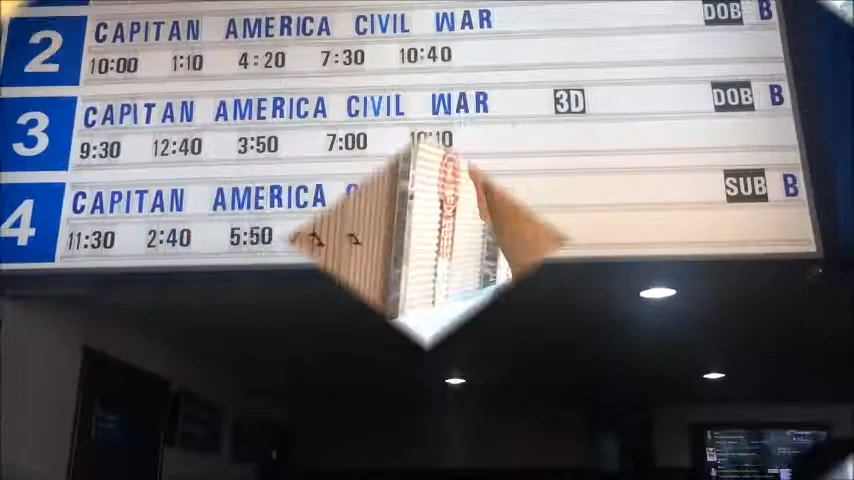 2 CAPITAN AMERICA CIVIL WAR DOB B
10:00 1:10 4:20 7:30 10:40
3 CAPITAN AMERICA CIVIL WAR 3D DOB B
9:30 12:40 3:50 7:00 10:10
4 CAPITAN AMERICA SUB B
11:30 2:40 5:50